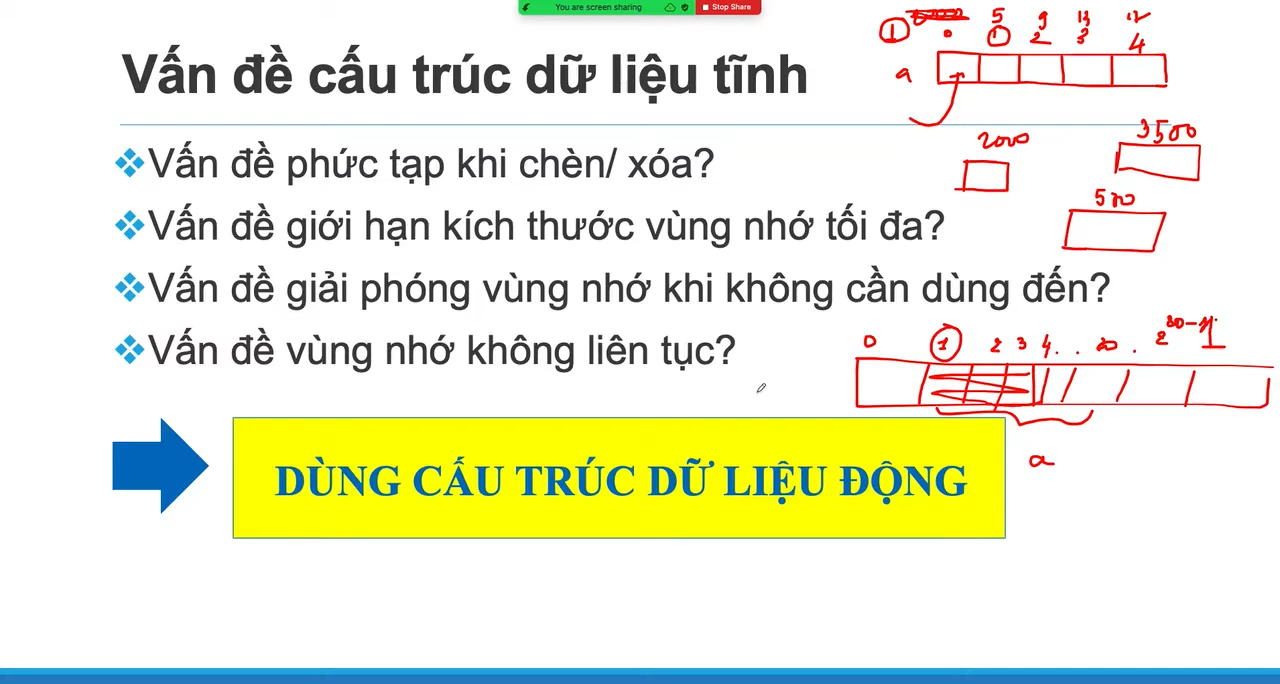 You are screen sharing Stop Share
Vấn đề cấu trúc dữ liệu tĩnh
5 9 13 17
1 0 1 2 3 4
a
Vấn đề phức tạp khi chèn/ xóa?
2000 3500
Vấn đề giới hạn kích thước vùng nhớ tối đa?
500
Vấn đề giải phóng vùng nhớ khi không cần dùng đến?
Vấn đề vùng nhớ không liên tục?
0 1 2 3 4 . . 20 .
DÙNG CẤU TRÚC DỮ LIỆU ĐỘNG
a